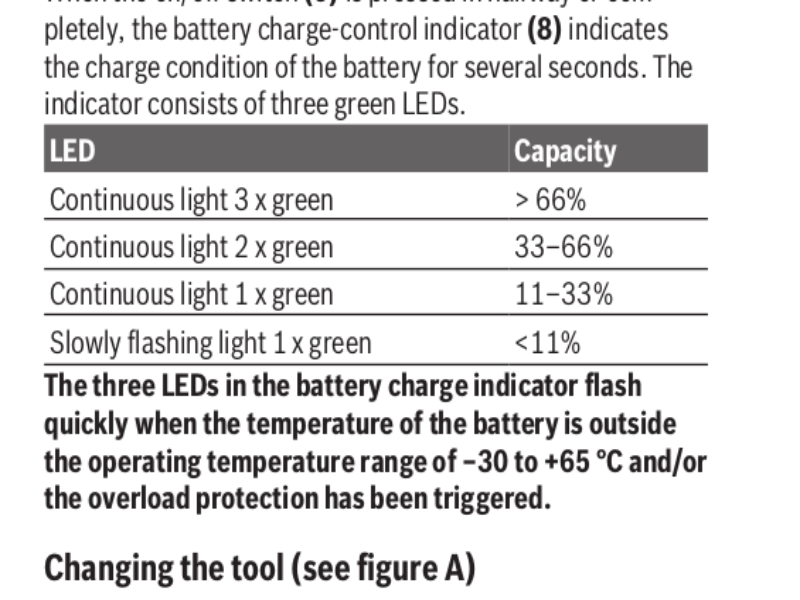 pletely, the battery charge-control indicator (8) indicates
the charge condition of the battery for several seconds. The
indicator consists of three green LEDs.
LED Capacity
Continuous light 3 x green > 66%
Continuous light 2 x green 33–66%
Continuous light 1 x green 11–33%
Slowly flashing light 1 x green <11%
The three LEDs in the battery charge indicator flash
quickly when the temperature of the battery is outside
the operating temperature range of –30 to +65 °C and/or
the overload protection has been triggered.
Changing the tool (see figure A)